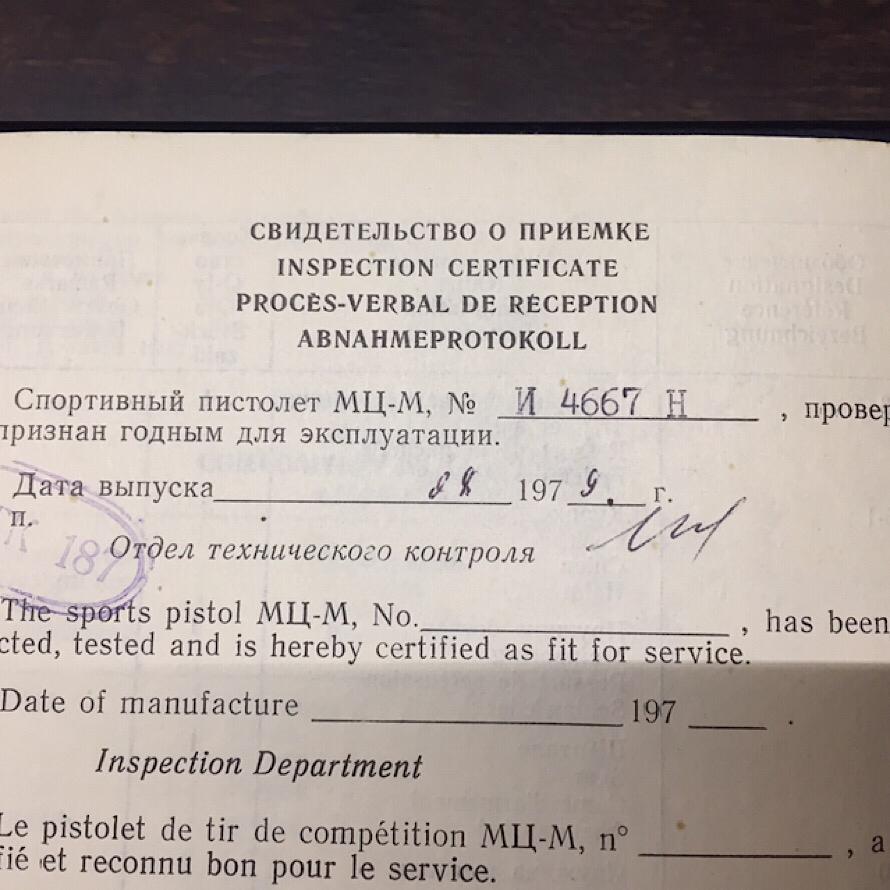 СВИДЕТЕЛЬСТВО О ПРИЕМКЕ
INSPECTION CERTIFICATE
PROCÈS-VERBAL DE RÉCEPTION
ABNAHMEPROTOKOLL
Спортивный пистолет МЦ-М, № И 4667 Н , провер
признан годным для эксплуатации.
Дата выпуска 197 9. г.
п.
187
Отдел технического контроля
The sports pistol МЦ-М, No. , has been
cted, tested and is hereby certified as fit for service.
Date of manufacture 197 .
Inspection Department
Le pistolet de tir de compétition МЦ-М, n° , a
fié et reconnu bon pour le service.